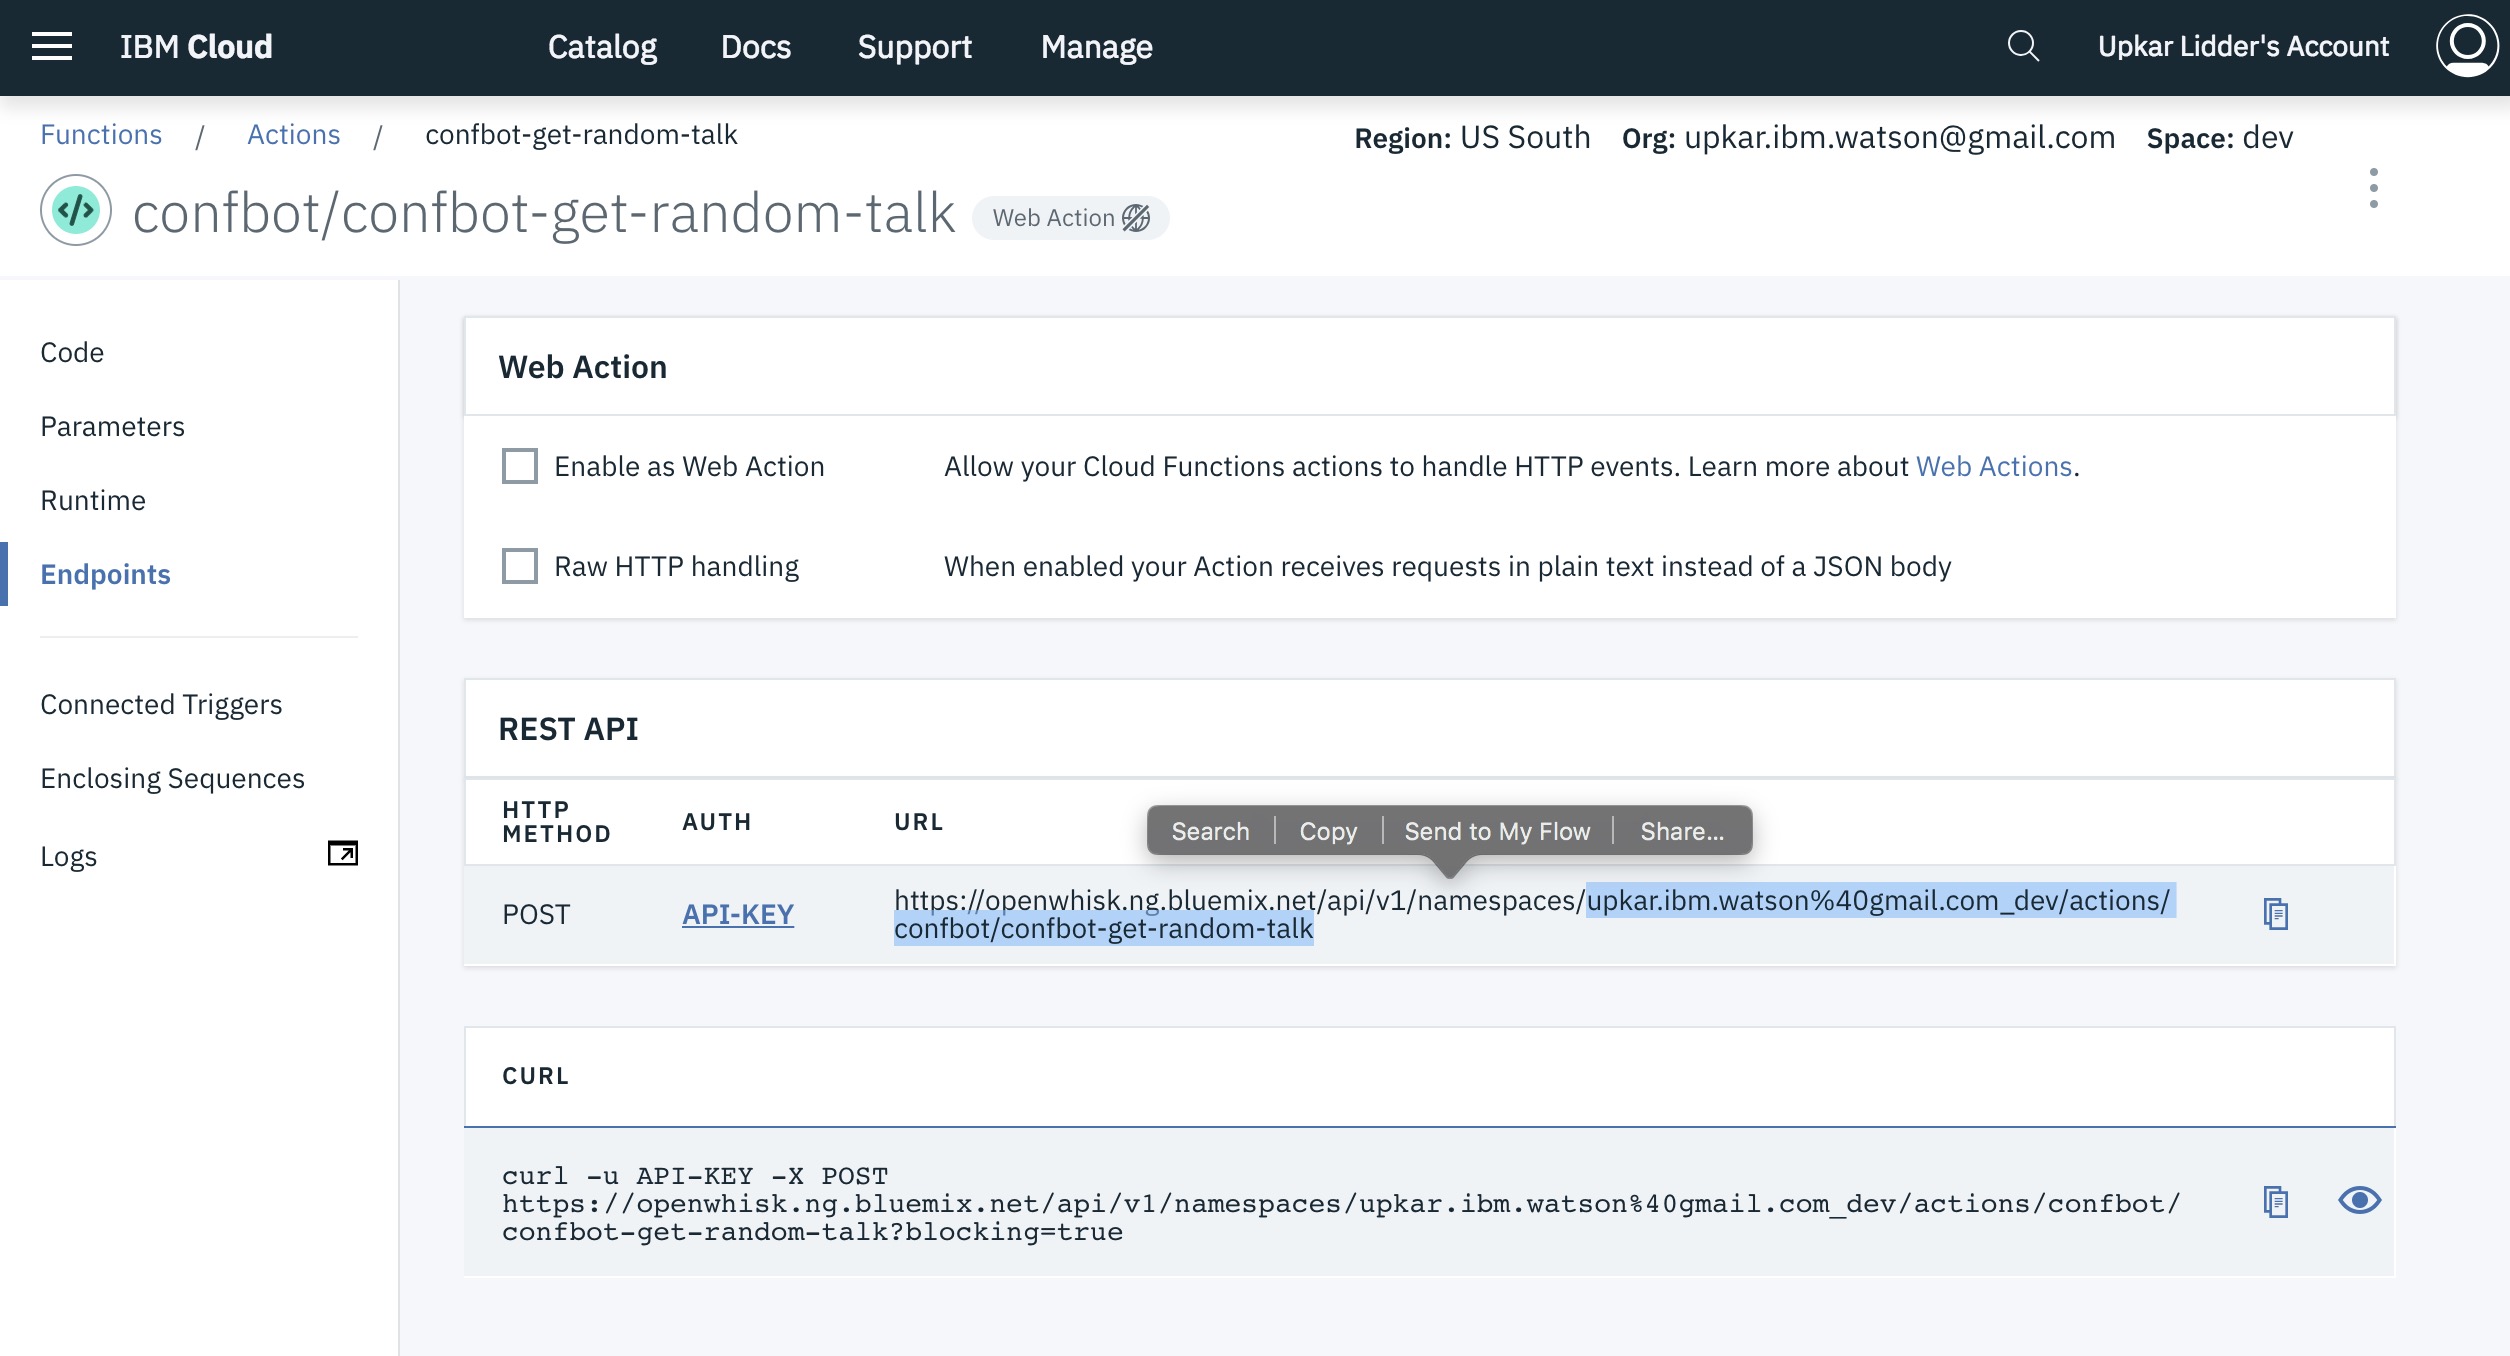 IBM Cloud
Catalog
Docs
Support
Manage
Upkar Lidder's Account
Functions / Actions / confbot-get-random-talk
Region: US South Org: upkar.ibm.watson@gmail.com Space: dev
confbot/confbot-get-random-talk
Web Action
Code
Parameters
Runtime
Endpoints
Connected Triggers
Enclosing Sequences
Logs
Web Action
Enable as Web Action
Allow your Cloud Functions actions to handle HTTP events. Learn more about Web Actions.
Raw HTTP handling
When enabled your Action receives requests in plain text instead of a JSON body
REST API
HTTP
METHOD
AUTH
URL
Search
Copy
Send to My Flow
Share...
POST
API-KEY
https://openwhisk.ng.bluemix.net/api/v1/namespaces/upkar.ibm.watson%40gmail.com_dev/actions/
confbot/confbot-get-random-talk
CURL
curl -u API-KEY -X POST
https://openwhisk.ng.bluemix.net/api/v1/namespaces/upkar.ibm.watson%40gmail.com_dev/actions/confbot/
confbot-get-random-talk?blocking=true